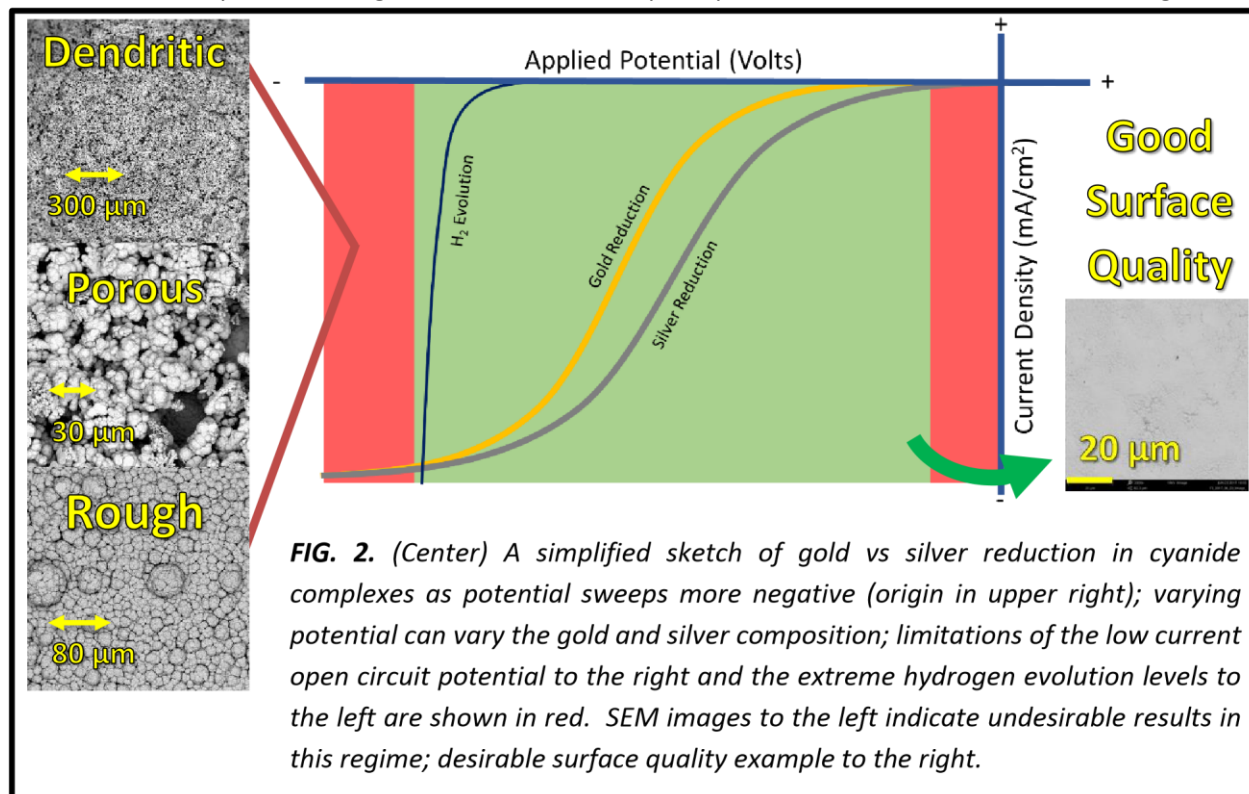 Dendritic
300 μm
Porous
30 μm
Rough
80 μm
Applied Potential (Volts)
-
+
+
-
Current Density (mA/cm²)
H₂ Evolution
Gold Reduction
Silver Reduction
Good
Surface
Quality
20 μm
FIG. 2. (Center) A simplified sketch of gold vs silver reduction in cyanide
complexes as potential sweeps more negative (origin in upper right); varying
potential can vary the gold and silver composition; limitations of the low current
open circuit potential to the right and the extreme hydrogen evolution levels to
the left are shown in red. SEM images to the left indicate undesirable results in
this regime; desirable surface quality example to the right.